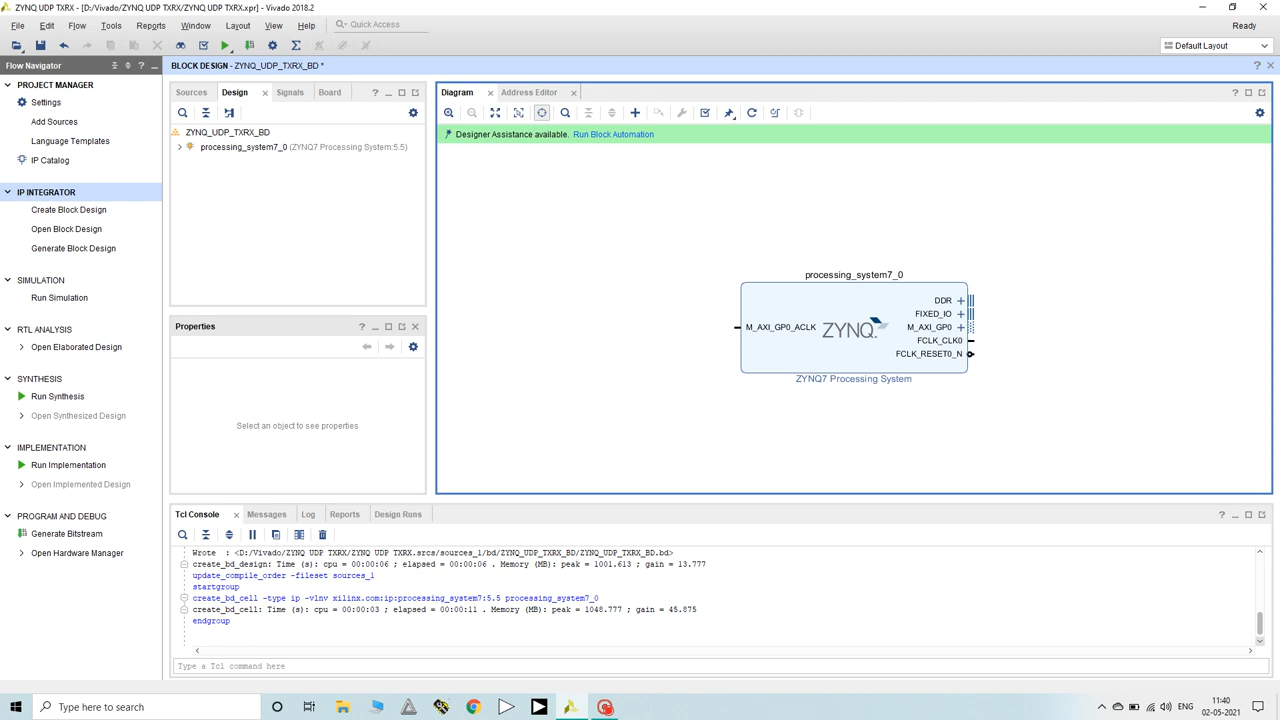 ZYNQ UDP TXRX - [D:/Vivado/ZYNQ UDP TXRX/ZYNQ UDP TXRX.xpr] - Vivado 2018.2
File Edit Flow Tools Reports Window Layout View Help Quick Access Ready
Default Layout
Flow Navigator
PROJECT MANAGER
Settings
Add Sources
Language Templates
IP Catalog
IP INTEGRATOR
Create Block Design
Open Block Design
Generate Block Design
SIMULATION
Run Simulation
RTL ANALYSIS
Open Elaborated Design
SYNTHESIS
Run Synthesis
Open Synthesized Design
IMPLEMENTATION
Run Implementation
Open Implemented Design
PROGRAM AND DEBUG
Generate Bitstream
Open Hardware Manager
BLOCK DESIGN - ZYNQ_UDP_TXRX_BD *
Sources Design Signals Board
ZYNQ_UDP_TXRX_BD
processing_system7_0 (ZYNQ7 Processing System:5.5)
Properties
Select an object to see properties
Diagram Address Editor
Designer Assistance available. Run Block Automation
processing_system7_0
DDR
FIXED_IO
M_AXI_GP0_ACLK ZYNQ. M_AXI_GP0
FCLK_CLK0
FCLK_RESET0_N
ZYNQ7 Processing System
Tcl Console Messages Log Reports Design Runs
Wrote : <D:/Vivado/ZYNQ UDP TXRX/ZYNQ UDP TXRX.srcs/sources_1/bd/ZYNQ_UDP_TXRX_BD/ZYNQ_UDP_TXRX_BD.bd>
create_bd_design: Time (s): cpu = 00:00:06 ; elapsed = 00:00:06 . Memory (MB): peak = 1001.613 ; gain = 13.777
update_compile_order -fileset sources_1
startgroup
create_bd_cell -type ip -vlnv xilinx.com:ip:processing_system7:5.5 processing_system7_0
create_bd_cell: Time (s): cpu = 00:00:03 ; elapsed = 00:00:11 . Memory (MB): peak = 1048.777 ; gain = 45.875
endgroup
Type a Tcl command here
Type here to search
ENG
11:40
02-05-2021